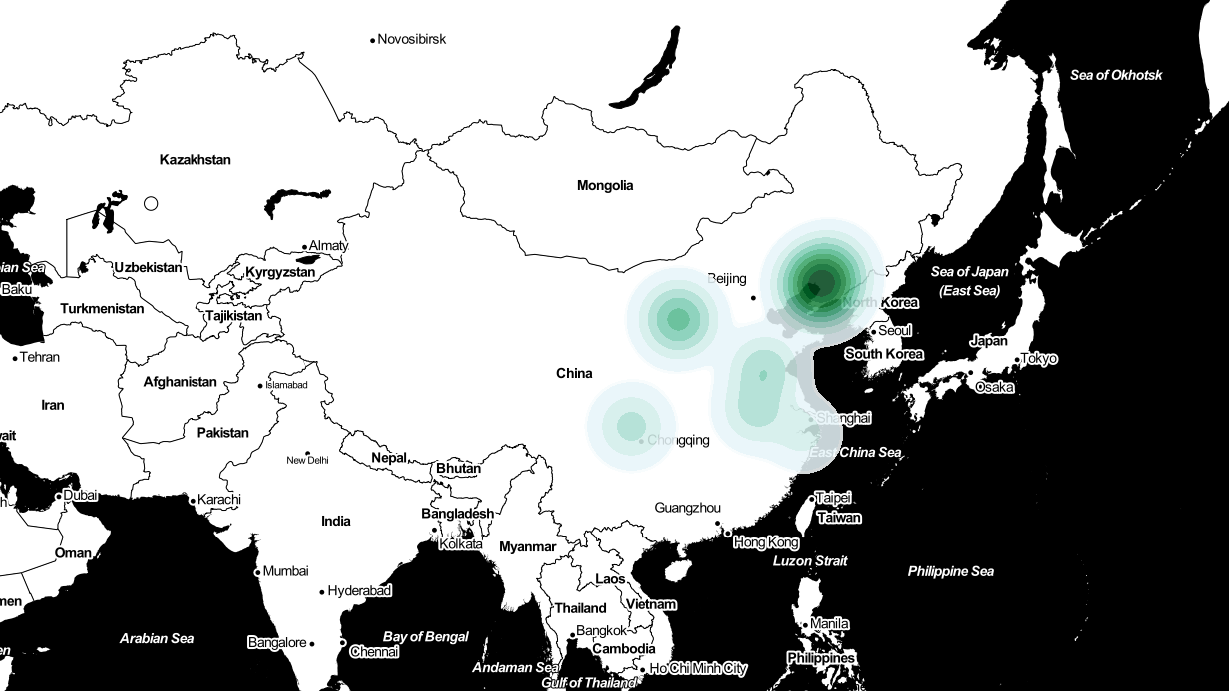 Novosibirsk
Sea of Okhotsk
Kazakhstan
Mongolia
Almaty
ian Sea
Uzbekistan
Kyrgyzstan
Sea of Japan
(East Sea)
Beijing
Baku
Turkmenistan
Tajikistan
North Korea
Seoul
South Korea
Japan
Tokyo
Tehran
Afghanistan
Islamabad
China
Osaka
Iran
Pakistan
Shanghai
wait
New Delhi
Nepal
Bhutan
Chongqing
East China Sea
Dubai
Karachi
Bangladesh
Guangzhou
Taipei
Taiwan
India
Kolkata
Myanmar
Hong Kong
Oman
Luzon Strait
Mumbai
Philippine Sea
Laos
Hyderabad
men
Thailand
Vietnam
Manila
Arabian Sea
Bay of Bengal
Bangkok
Bangalore
Chennai
Cambodia
Philippines
en
Andaman Sea
Ho Chi Minh City
Gulf of Thailand